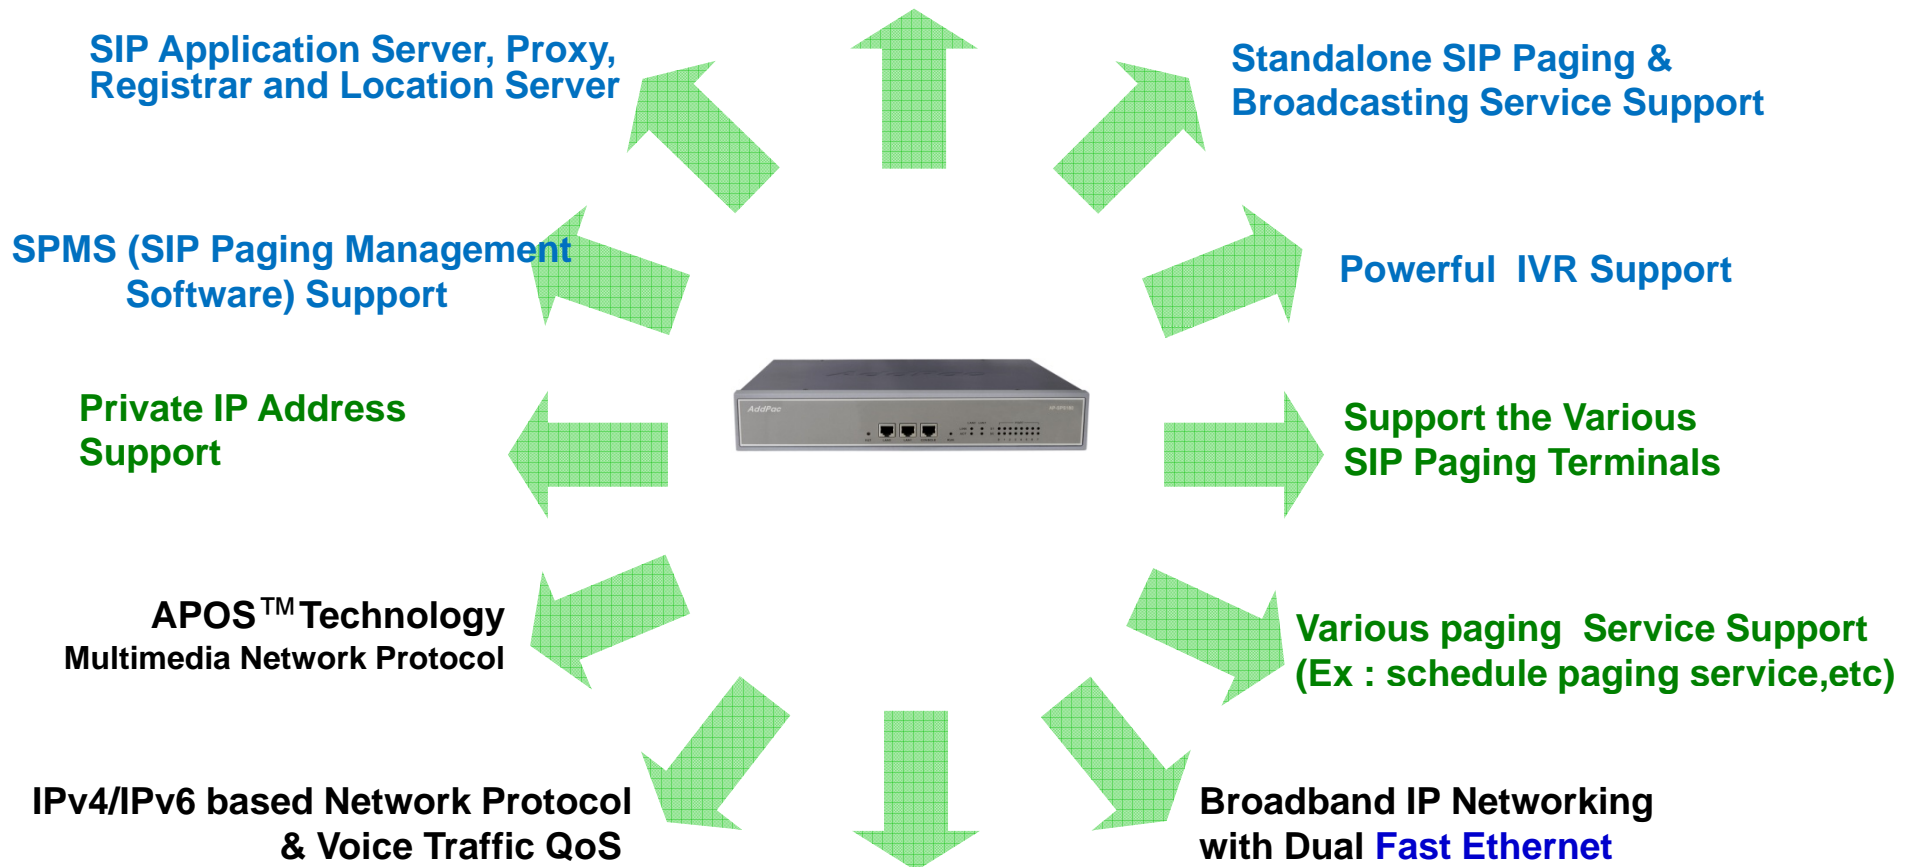 SIP Application Server, Proxy,
Registrar and Location Server
Standalone SIP Paging &
Broadcasting Service Support
SPMS (SIP Paging Management
Software) Support
Powerful IVR Support
AddPac
Private IP Address
Support
Support the Various
SIP Paging Terminals
APOS™Technology
Multimedia Network Protocol
Various paging Service Support
(Ex : schedule paging service,etc)
IPv4/IPv6 based Network Protocol
& Voice Traffic QoS
Broadband IP Networking
with Dual Fast Ethernet